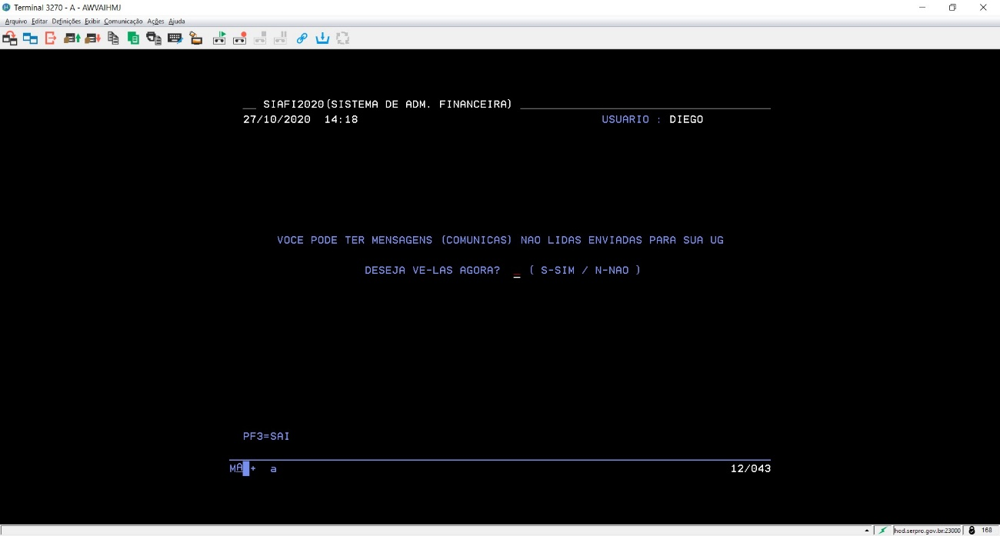 Terminal 3270 - A - AWVAIHMJ
Arquivo Editar Definições Exibir Comunicação Ações Ajuda
__ SIAFI2020(SISTEMA DE ADM. FINANCEIRA) ________________________________
27/10/2020 14:18 USUARIO : DIEGO
VOCE PODE TER MENSAGENS (COMUNICAS) NAO LIDAS ENVIADAS PARA SUA UG
DESEJA VE-LAS AGORA? _ ( S-SIM / N-NAO )
PF3=SAI
MA + a 12/043
hod.serpro.gov.br:23000 168